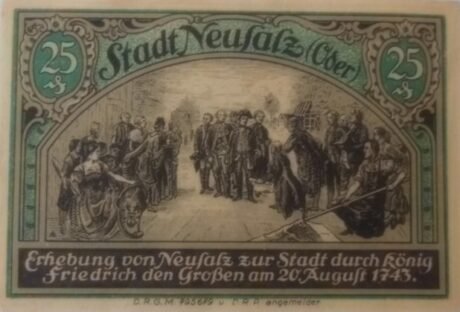 Stadt Neusalz (Oder)
25 25
Erhebung von Neusalz zur Stadt durch König
Friedrich den Großen am 20. August 1743.
D.R.G.M. 795679 u. D.R.P. angemeldet